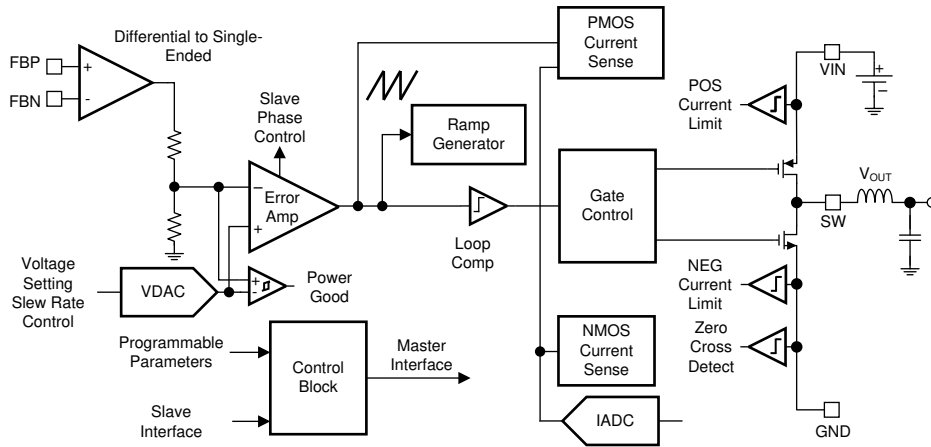 Differential to Single-
Ended
FBP
FBN
+
-
Slave
Phase
Control
PMOS
Current
Sense
Ramp
Generator
VIN
+
−
POS
Current
Limit
−
Error
Amp
+
Loop
Comp
Gate
Control
VOUT
SW
Voltage
Setting
Slew Rate
Control
VDAC
+
-
Power
Good
NEG
Current
Limit
Programmable
Parameters
Control
Block
Master
Interface
NMOS
Current
Sense
Zero
Cross
Detect
Slave
Interface
IADC
GND